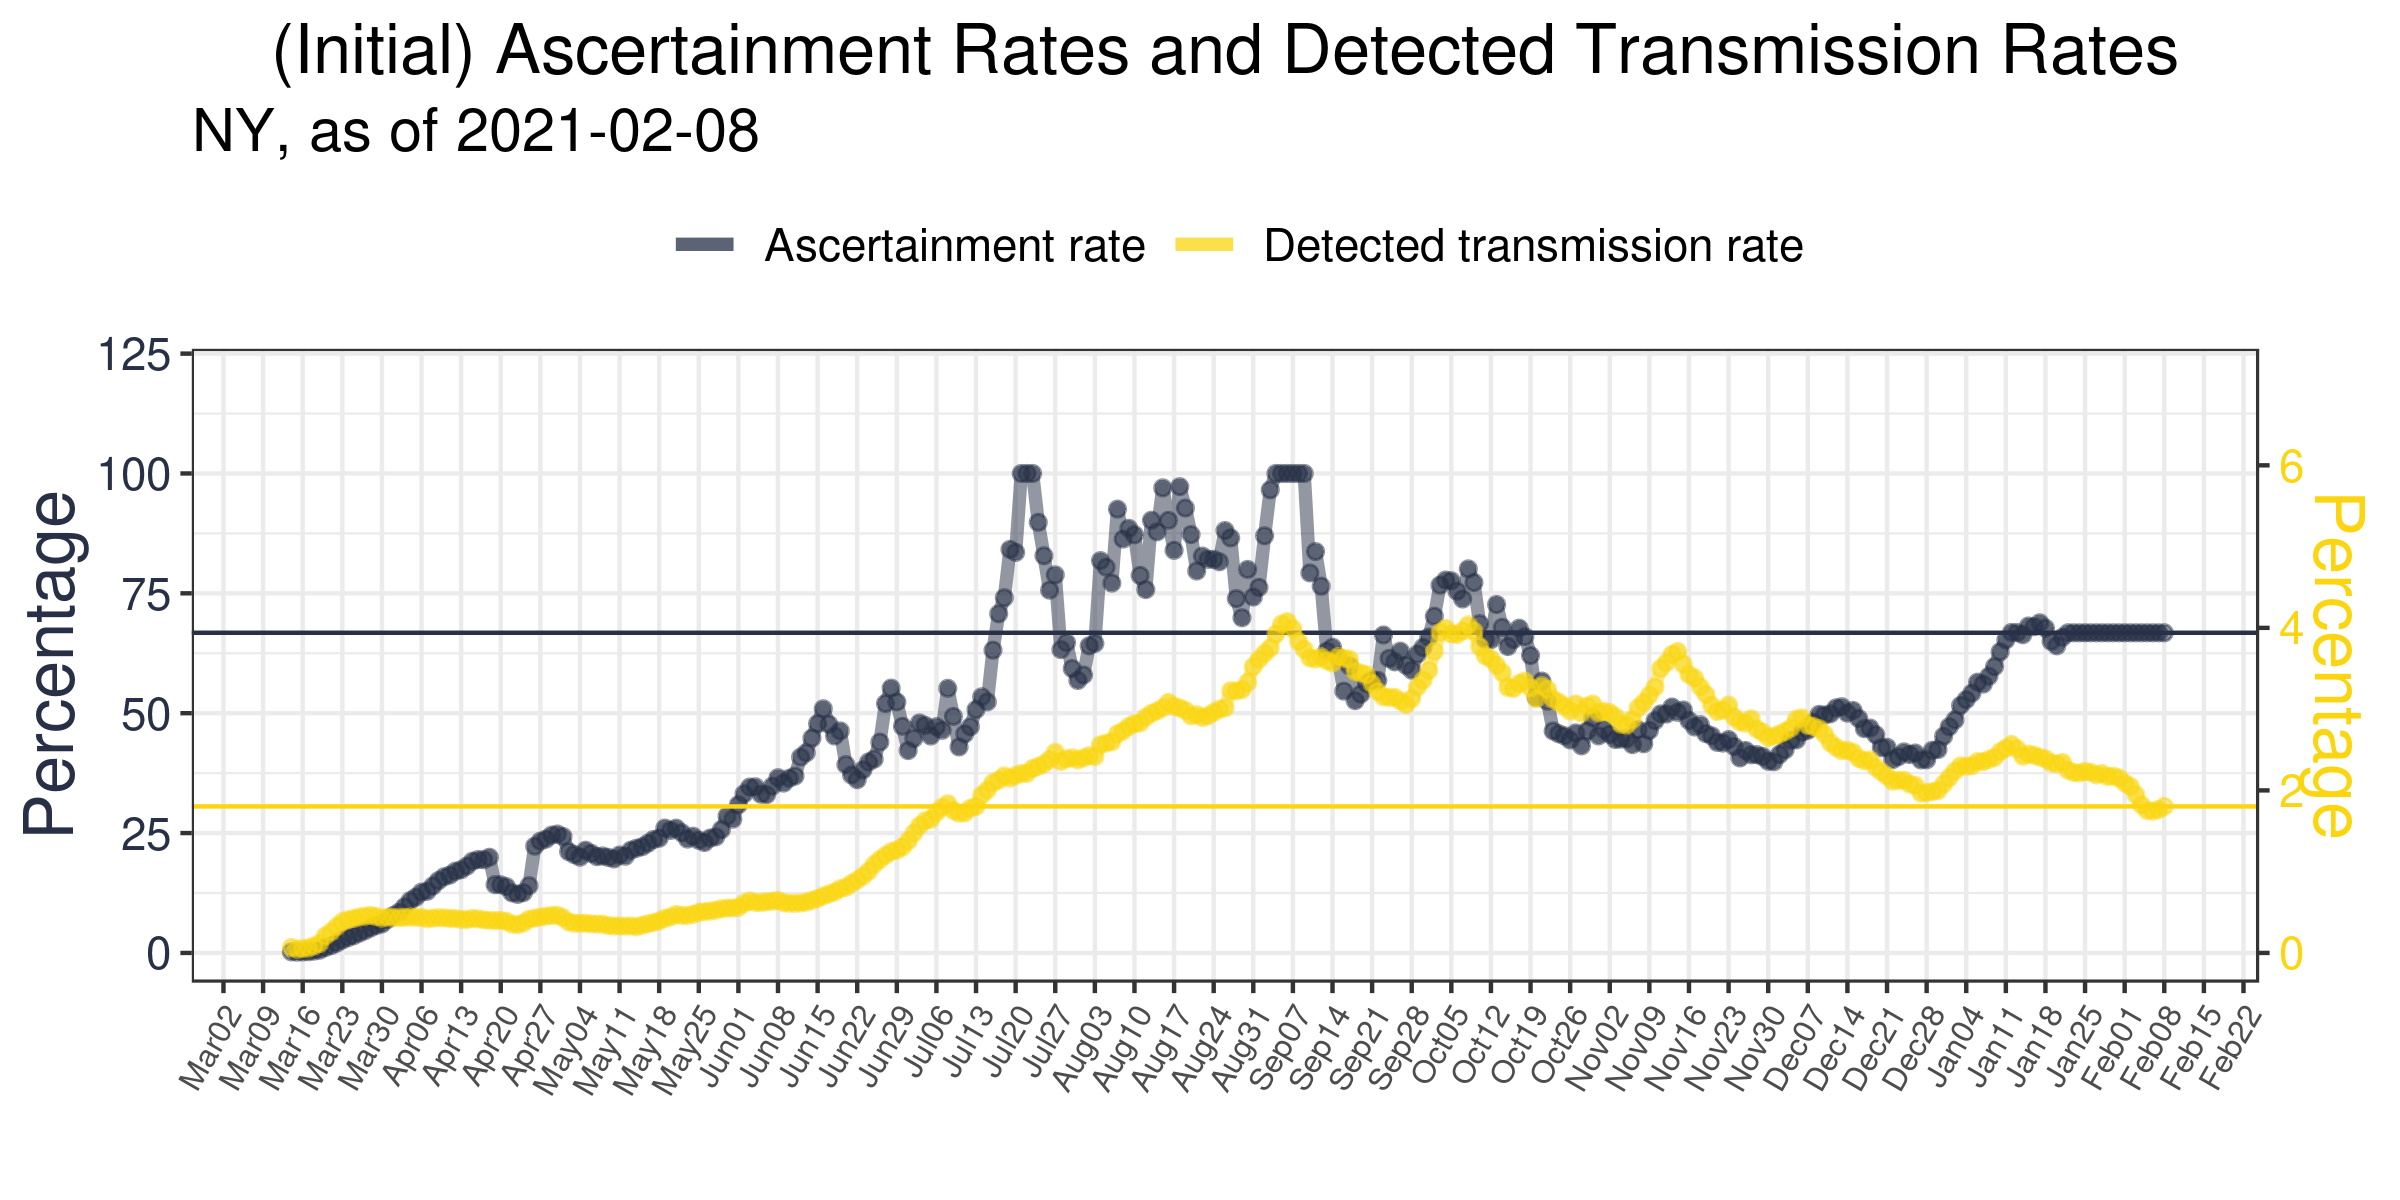 (Initial) Ascertainment Rates and Detected Transmission Rates
NY, as of 2021-02-08
Ascertainment rate
Detected transmission rate
Percentage
125
100
75
50
25
0
6
4
2
0
Percentage
Mar02
Mar09
Mar16
Mar23
Mar30
Apr06
Apr13
Apr20
Apr27
May04
May11
May18
May25
Jun01
Jun08
Jun15
Jun22
Jun29
Jul06
Jul13
Jul20
Jul27
Aug03
Aug10
Aug17
Aug24
Aug31
Sep07
Sep14
Sep21
Sep28
Oct05
Oct12
Oct19
Oct26
Nov02
Nov09
Nov16
Nov23
Nov30
Dec07
Dec14
Dec21
Dec28
Jan04
Jan11
Jan18
Jan25
Feb01
Feb08
Feb15
Feb22